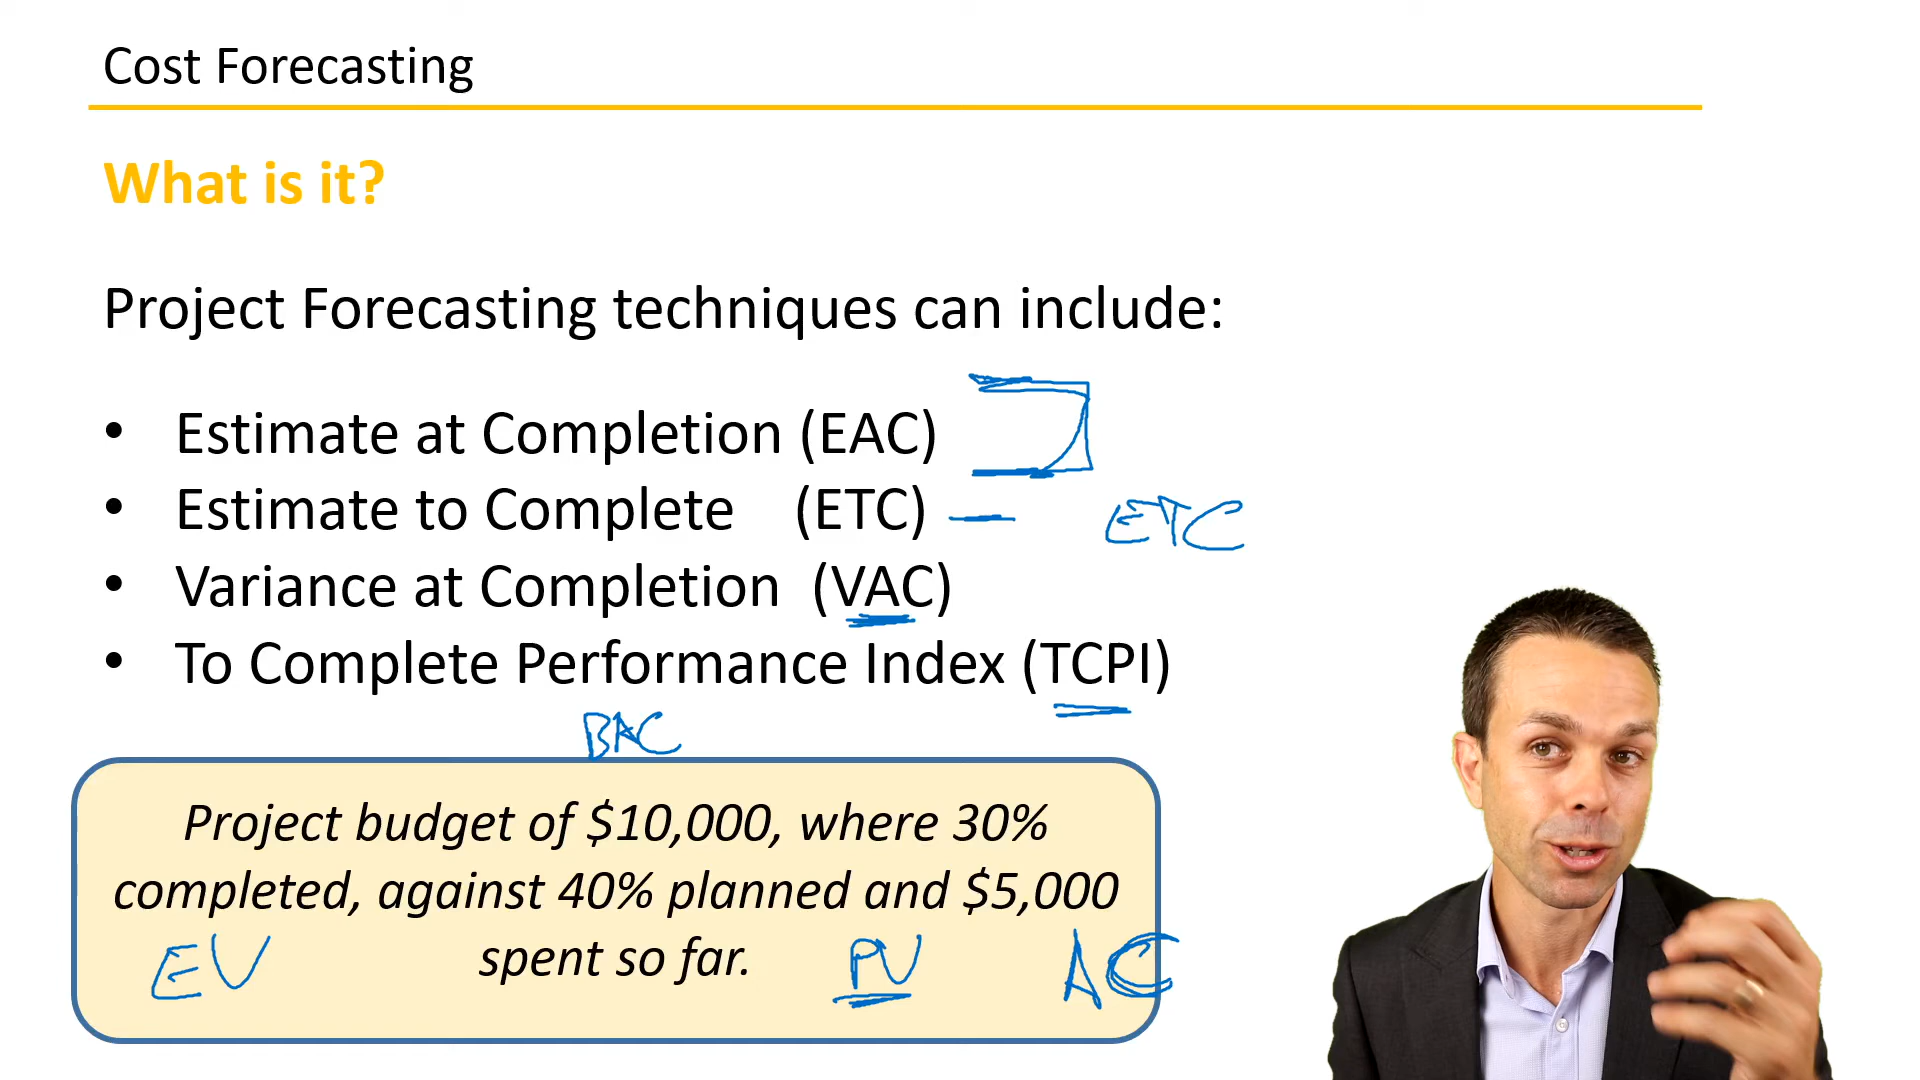 Cost Forecasting
What is it?
Project Forecasting techniques can include:
• Estimate at Completion (EAC)
• Estimate to Complete (ETC)
ETC
• Variance at Completion (VAC)
• To Complete Performance Index (TCPI)
BAC
Project budget of $10,000, where 30%
completed, against 40% planned and $5,000
spent so far.
EV PV AC